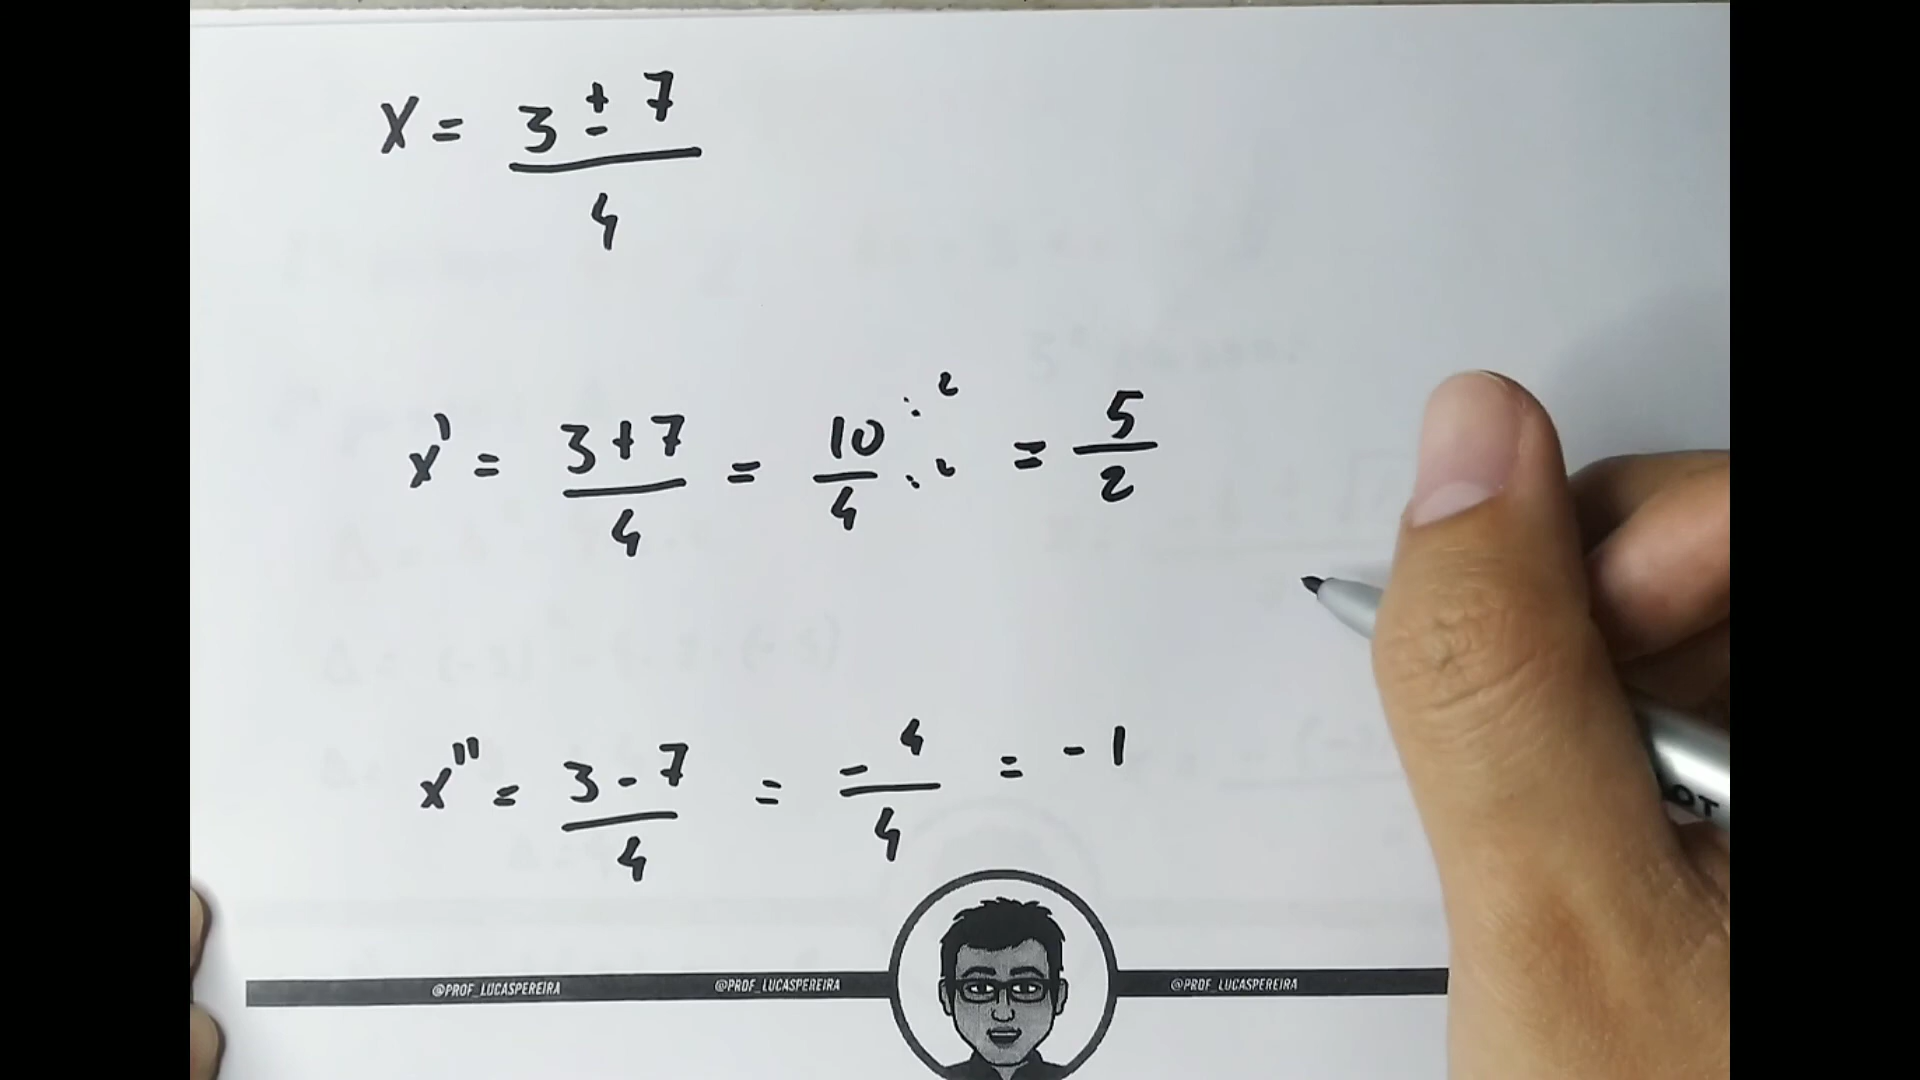 X = 3 ± 7 / 4
x' = 3 + 7 / 4 = 10 : 2 / 4 : 2 = 5 / 2
x'' = 3 - 7 / 4 = - 4 / 4 = - 1
@PROF_LUCASPEREIRA @PROF_LUCASPEREIRA @PROF_LUCASPEREIRA